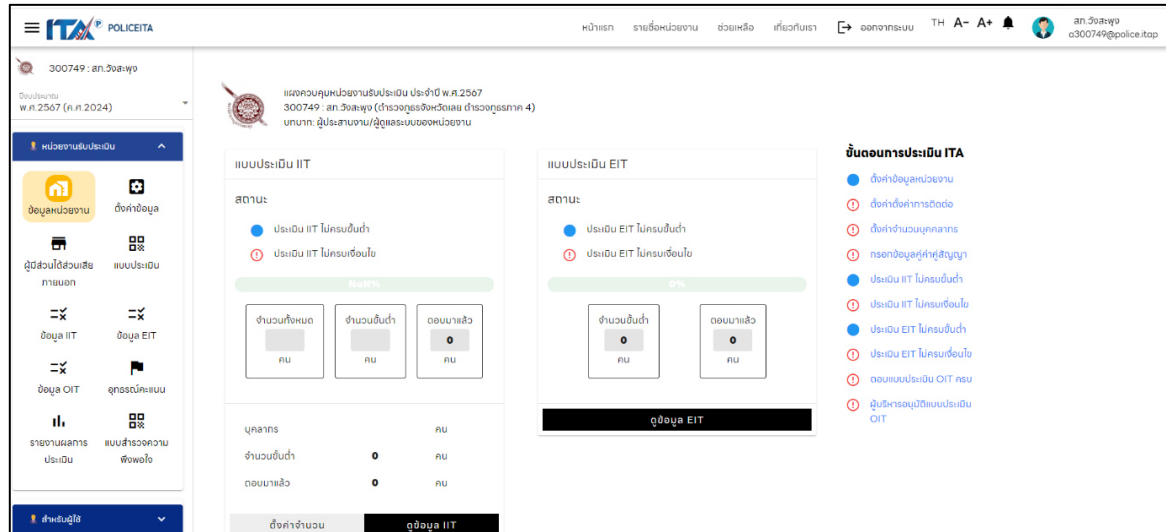 ITA P POLICEITA
หน้าแรก รายชื่อหน่วยงาน ช่วยเหลือ เกี่ยวกับเรา ออกจากระบบ TH A- A+ สภ.วังสะพุง
a300749@police.itap
300749 : สภ.วังสะพุง
ปีงบประมาณ
พ.ศ.2567 (ค.ศ.2024)
หน่วยงานรับประเมิน
ข้อมูลหน่วยงาน ตั้งค่าข้อมูล
ผู้มีส่วนได้ส่วนเสีย แบบประเมิน
ภายนอก
ข้อมูล IIT ข้อมูล EIT
ข้อมูล OIT อุทธรณ์คะแนน
รายงานผลการ แบบสำรวจความ
ประเมิน พึงพอใจ
สำหรับผู้ใช้
แผงควบคุมหน่วยงานรับประเมิน ประจำปี พ.ศ.2567
300749 : สภ.วังสะพุง (ตำรวจภูธรจังหวัดเลย ตำรวจภูธรภาค 4)
บทบาท: ผู้ประสานงาน/ผู้ดูแลระบบของหน่วยงาน
แบบประเมิน IIT
สถานะ
ประเมิน IIT ไม่ครบขั้นต่ำ
ประเมิน IIT ไม่ครบเงื่อนไข
NaN%
จำนวนทั้งหมด จำนวนขั้นต่ำ ตอบมาแล้ว
0
คน คน คน
บุคลากร คน
จำนวนขั้นต่ำ 0 คน
ตอบมาแล้ว 0 คน
ตั้งค่าจำนวน ดูข้อมูล IIT
แบบประเมิน EIT
สถานะ
ประเมิน EIT ไม่ครบขั้นต่ำ
ประเมิน EIT ไม่ครบเงื่อนไข
0%
จำนวนขั้นต่ำ ตอบมาแล้ว
0 0
คน คน
ดูข้อมูล EIT
ขั้นตอนการประเมิน ITA
ตั้งค่าข้อมูลหน่วยงาน
ตั้งค่าตั้งค่าการติดต่อ
ตั้งค่าจำนวนบุคลากร
กรอกข้อมูลคู่ค้าคู่สัญญา
ประเมิน IIT ไม่ครบขั้นต่ำ
ประเมิน IIT ไม่ครบเงื่อนไข
ประเมิน EIT ไม่ครบขั้นต่ำ
ประเมิน EIT ไม่ครบเงื่อนไข
ตอบแบบประเมิน OIT ครบ
ผู้บริหารอนุมัติแบบประเมิน
OIT